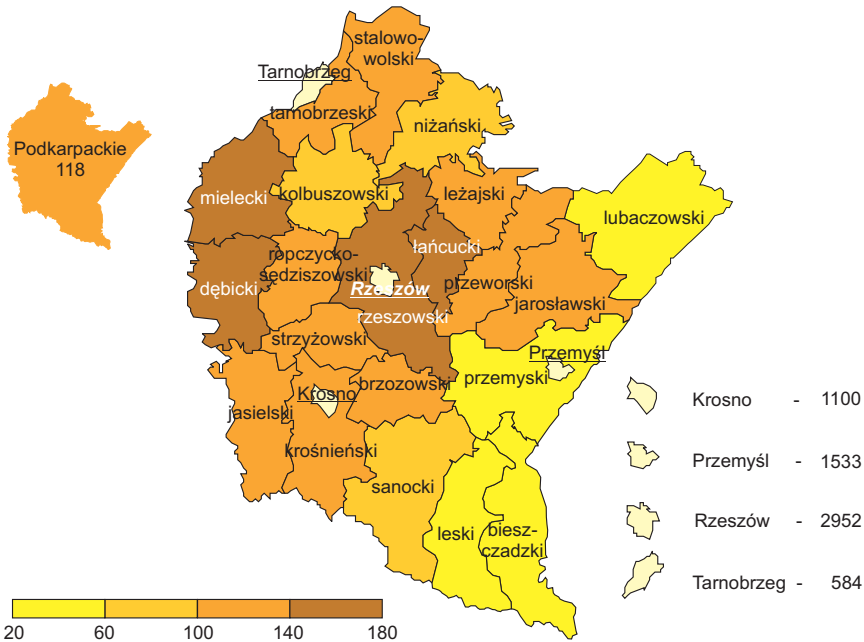 stalowo-
wolski
Tarnobrzeg
tarnobrzeski
niżański
Podkarpackie
118
mielecki
kolbuszowski
leżajski
lubaczowski
łańcucki
ropczycko-
sędziszowski
dębicki
Rzeszów
przeworski
jarosławski
rzeszowski
strzyżowski
Przemyśl
przemyski
brzozowski
Krosno
jasielski
krośnieński
sanocki
leski
biesz-
czadzki
Krosno - 1100
Przemyśl - 1533
Rzeszów - 2952
Tarnobrzeg - 584
20 60 100 140 180